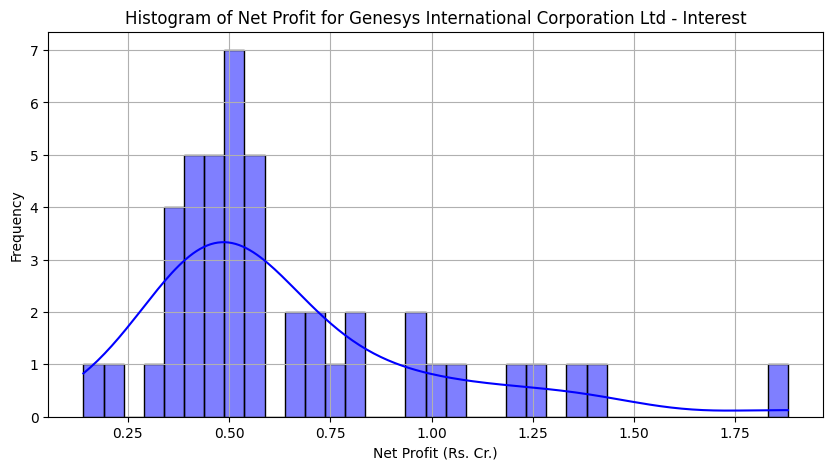 Histogram of Net Profit for Genesys International Corporation Ltd - Interest
7
6
5
4
3
2
1
0
Frequency
0.25 0.50 0.75 1.00 1.25 1.50 1.75
Net Profit (Rs. Cr.)